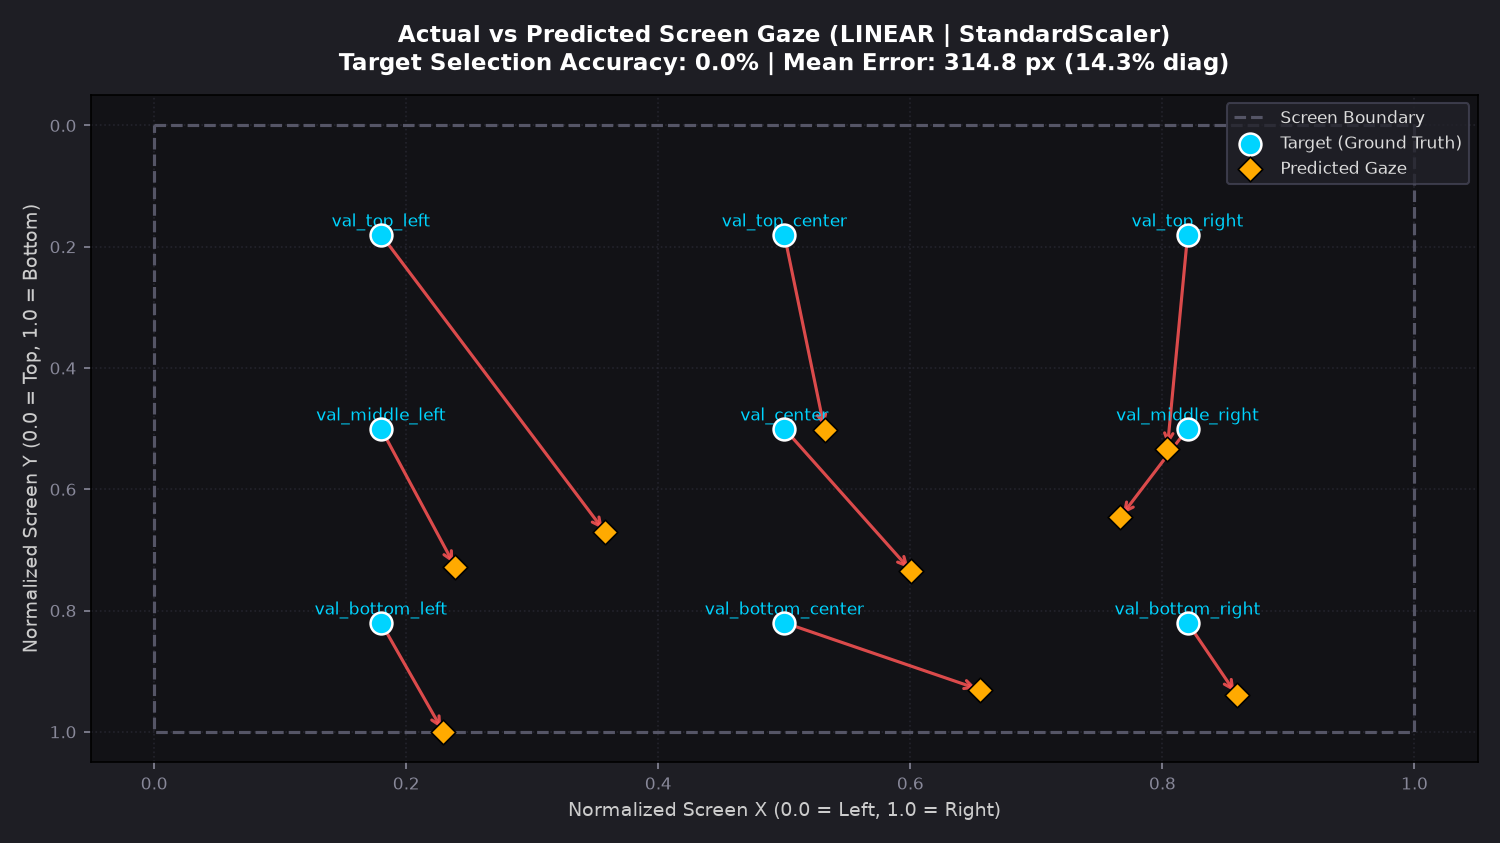 Actual vs Predicted Screen Gaze (LINEAR | StandardScaler)
Target Selection Accuracy: 0.0% | Mean Error: 314.8 px (14.3% diag)
Screen Boundary
Target (Ground Truth)
Predicted Gaze
Normalized Screen Y (0.0 = Top, 1.0 = Bottom)
0.0
0.2
0.4
0.6
0.8
1.0
val_top_left
val_top_center
val_top_right
val_middle_left
val_center
val_middle_right
val_bottom_left
val_bottom_center
val_bottom_right
0.0
0.2
0.4
0.6
0.8
1.0
Normalized Screen X (0.0 = Left, 1.0 = Right)